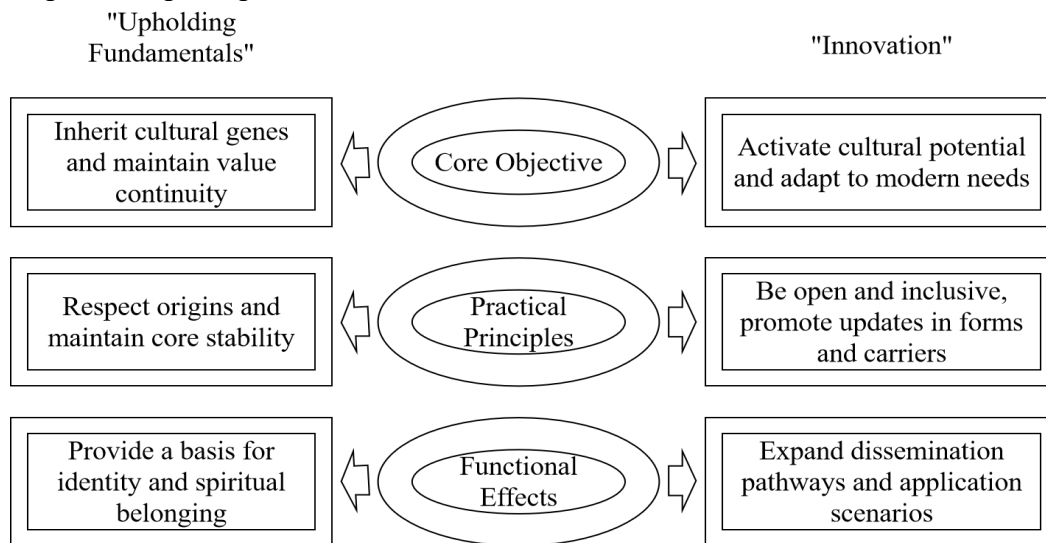 "Upholding
Fundamentals"
"Innovation"
Inherit cultural genes
and maintain value
continuity
Core Objective
Activate cultural potential
and adapt to modern needs
Respect origins and
maintain core stability
Practical
Principles
Be open and inclusive,
promote updates in forms
and carriers
Provide a basis for
identity and spiritual
belonging
Functional
Effects
Expand dissemination
pathways and application
scenarios